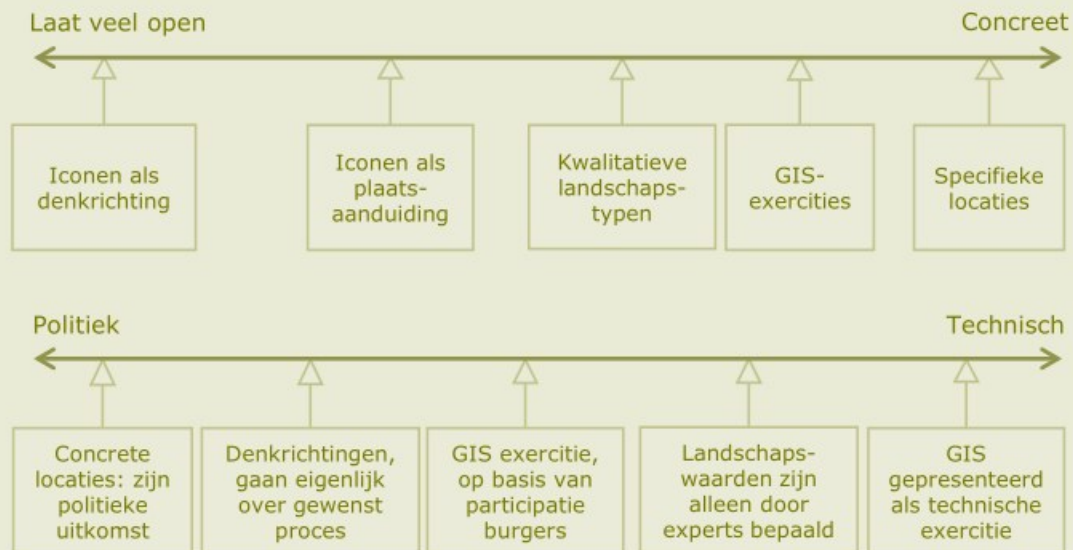 Laat veel open
Concreet
Iconen als
denkrichting
Iconen als
plaats-
aanduiding
Kwalitatieve
landschaps-
typen
GIS-
exercities
Specifieke
locaties
Politiek
Technisch
Concrete
locaties: zijn
politieke
uitkomst
Denkrichtingen,
gaan eigenlijk
over gewenst
proces
GIS exercitie,
op basis van
participatie
burgers
Landschaps-
waarden zijn
alleen door
experts bepaald
GIS
gepresenteerd
als technische
exercitie